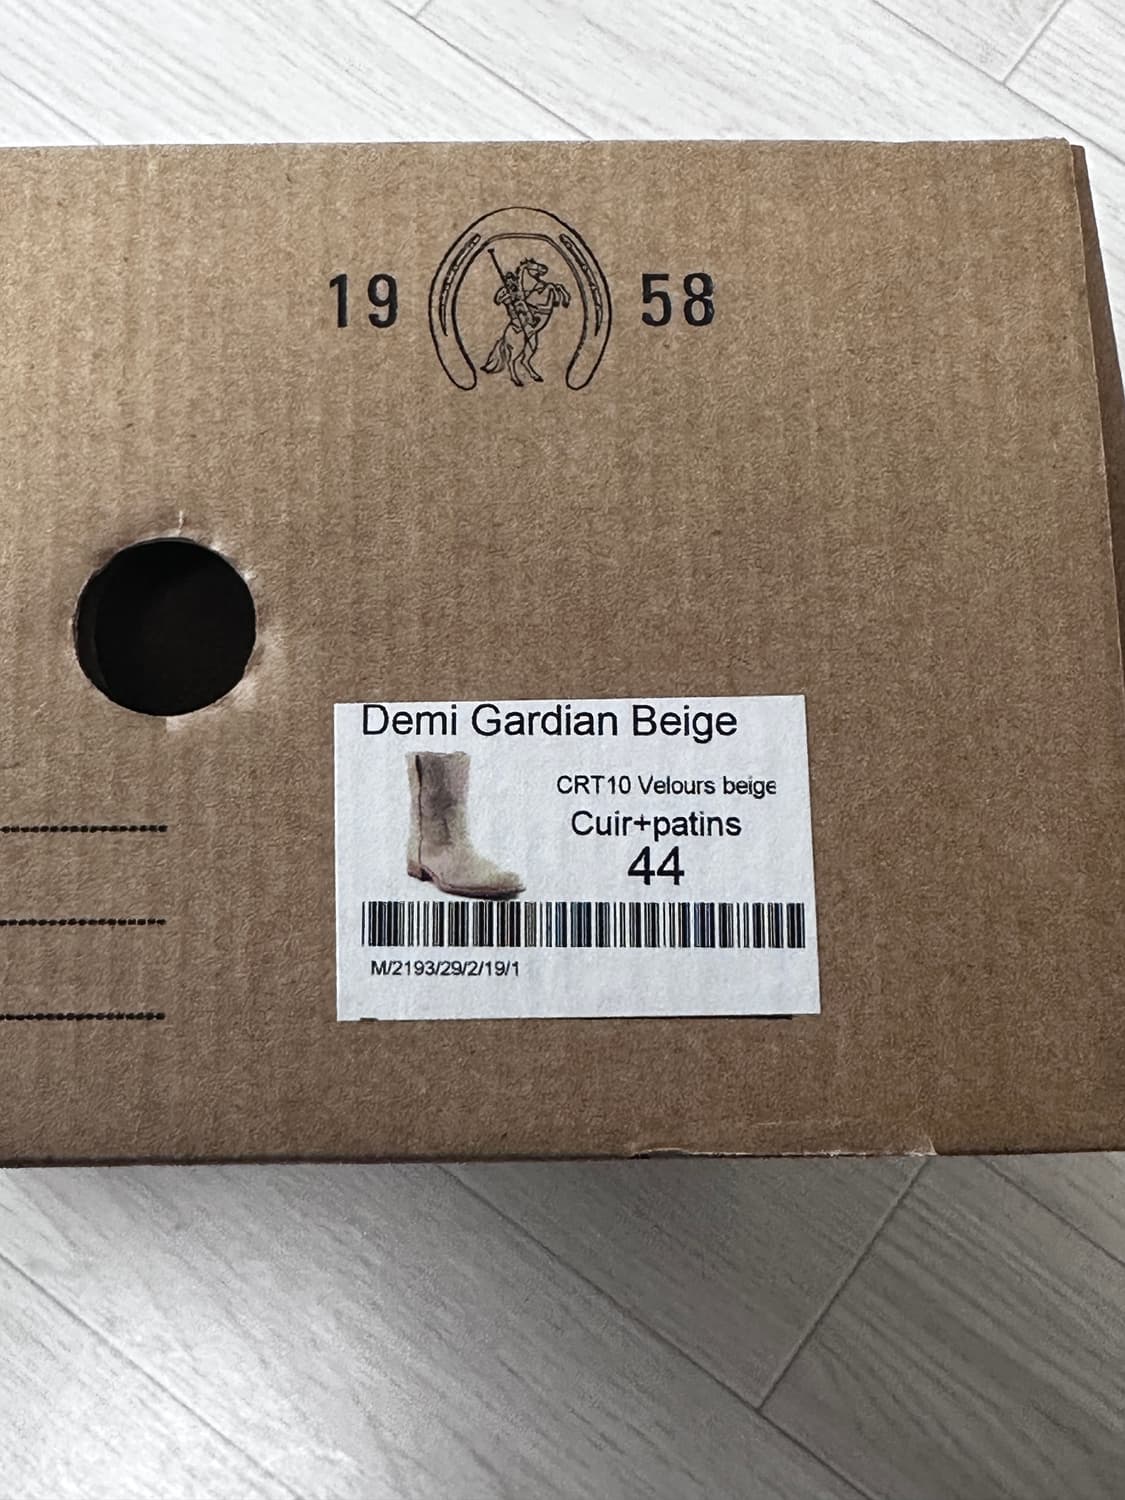 19 58
Demi Gardian Beige
CRT10 Velours beige
Cuir+patins
44
M/2193/29/2/19/1